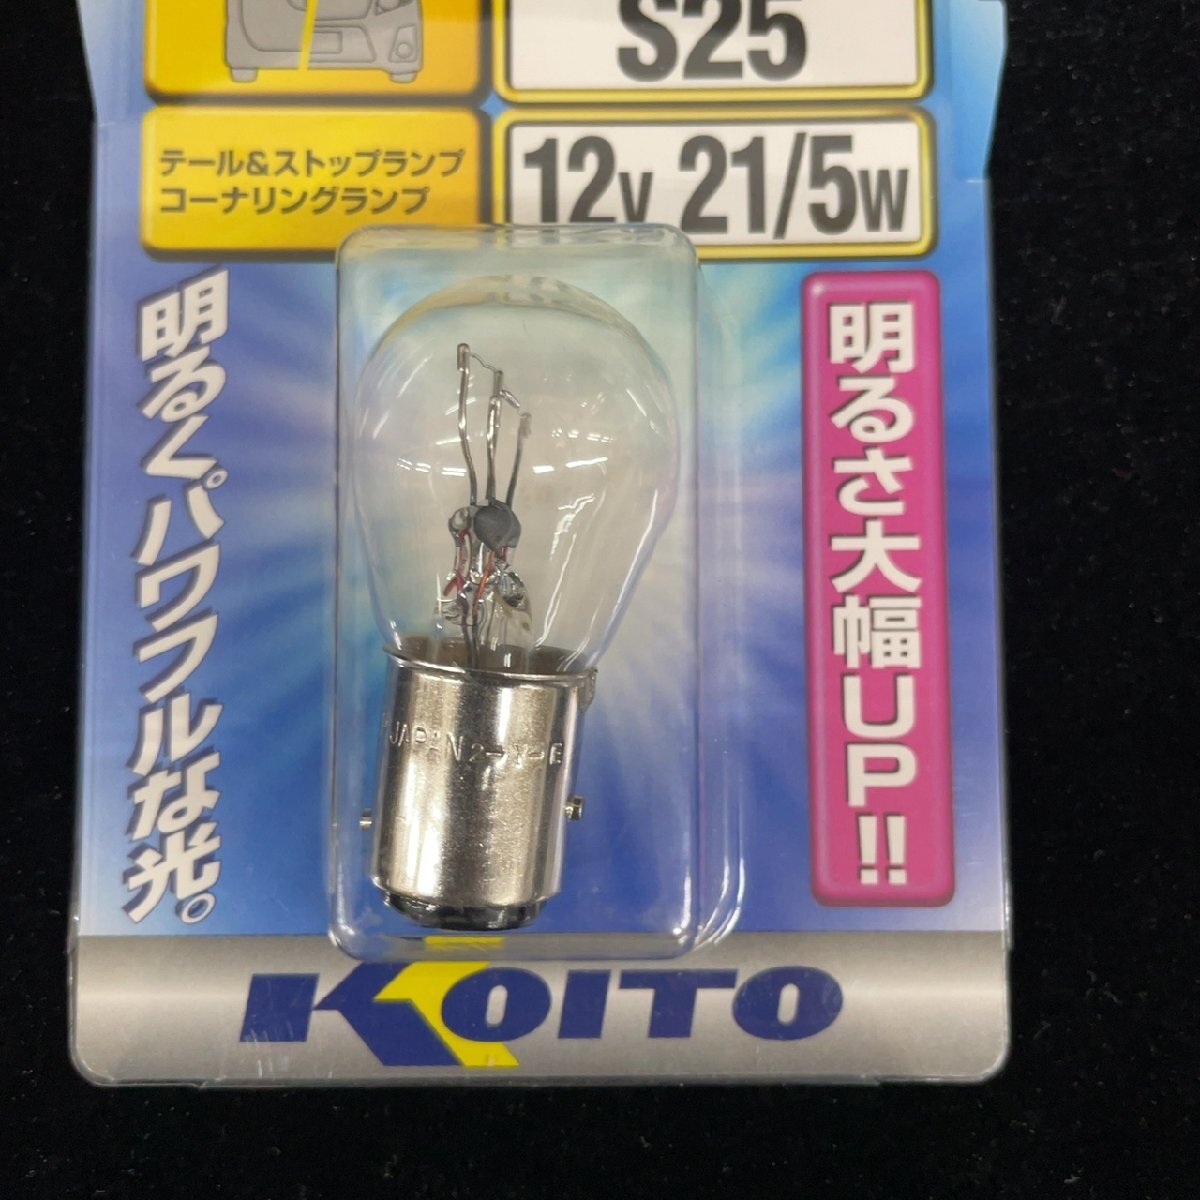 S25
テール&ストップランプ
コーナリングランプ
12V 21/5W
明るくパワフルな光。
明るさ大幅UP!!
JAPAN 2-Y-E
KOITO